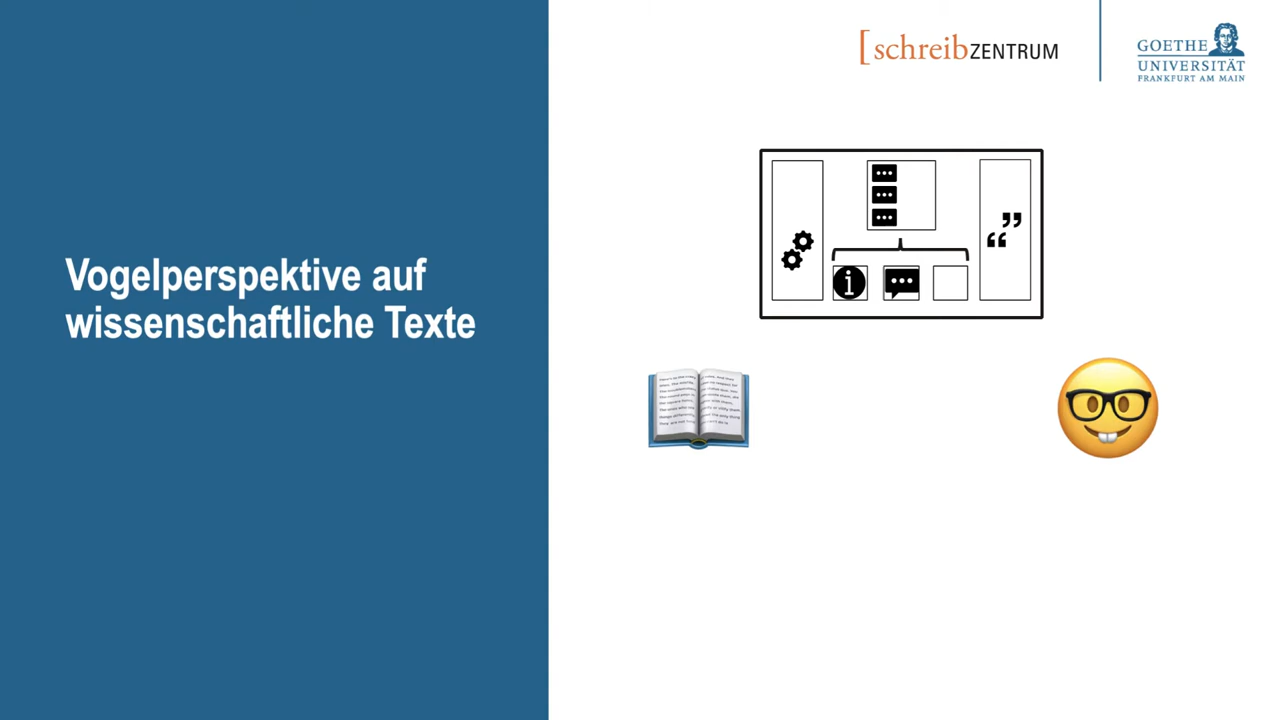 [schreibZENTRUM
GOETHE
UNIVERSITÄT
FRANKFURT AM MAIN
Vogelperspektive auf
wissenschaftliche Texte